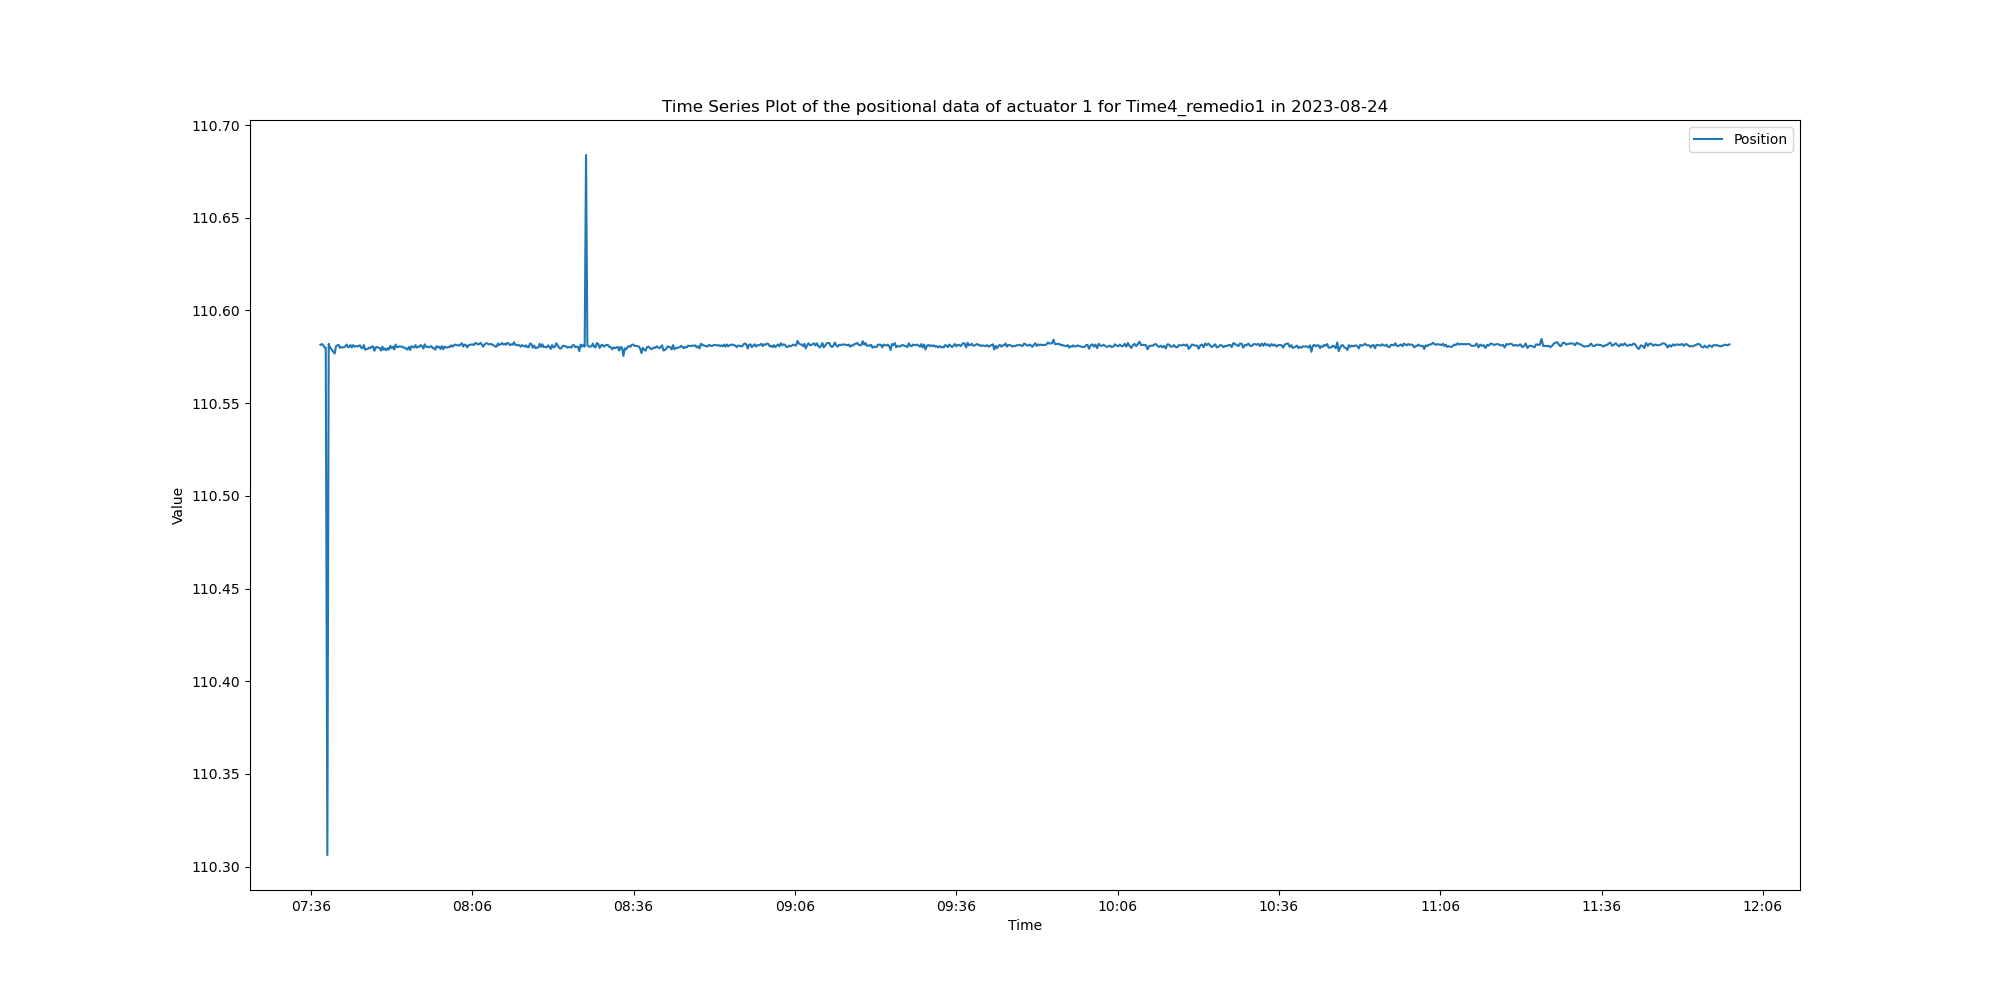 Time Series Plot of the positional data of actuator 1 for Time4_remedio1 in 2023-08-24
Position
110.70
110.65
110.60
110.55
110.50
110.45
110.40
110.35
110.30
Value
07:36 08:06 08:36 09:06 09:36 10:06 10:36 11:06 11:36 12:06
Time